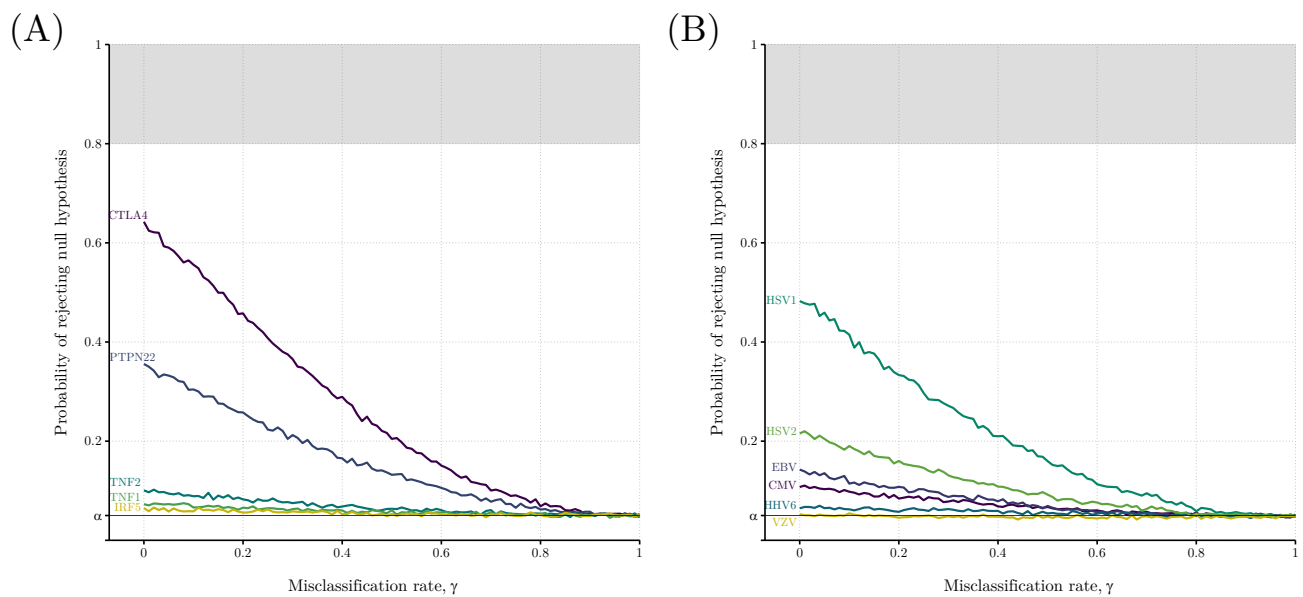 (A)
Probability of rejecting null hypothesis
1
0.8
0.6
0.4
0.2
α
CTLA4
PTPN22
TNF2
TNF1
IRF5
0 0.2 0.4 0.6 0.8 1
Misclassification rate, γ
(B)
Probability of rejecting null hypothesis
1
0.8
0.6
0.4
0.2
α
HSV1
HSV2
EBV
CMV
HHV6
VZV
0 0.2 0.4 0.6 0.8 1
Misclassification rate, γ